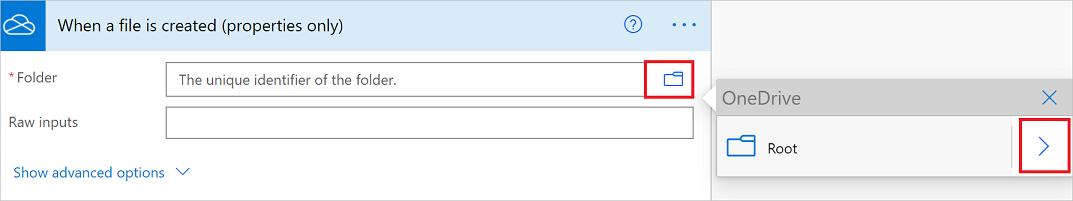 When a file is created (properties only)
* Folder
The unique identifier of the folder.
Raw inputs
Show advanced options
OneDrive
Root